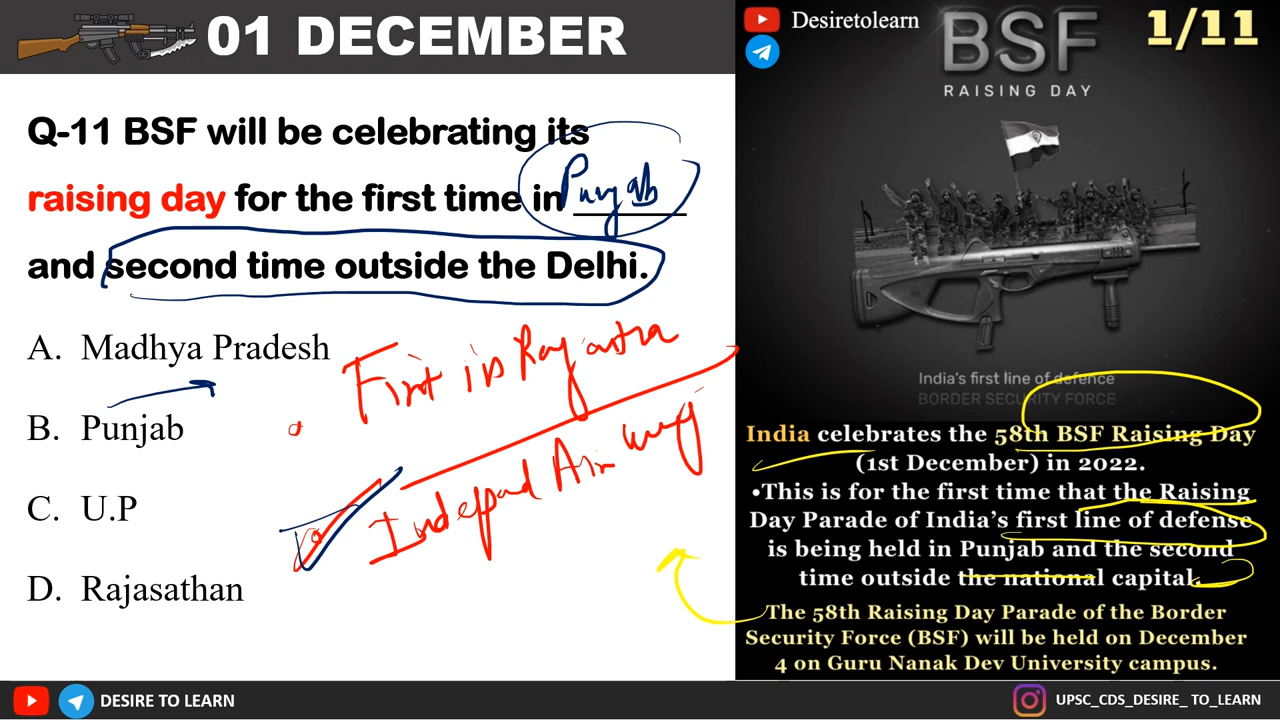 01 DECEMBER
Q-11 BSF will be celebrating its
raising day for the first time in ________
Punjab
and second time outside the Delhi.
A. Madhya Pradesh
B. Punjab
C. U.P
D. Rajasathan
First in
Air wing
Desiretolearn
1/11
BSF
RAISING DAY
India's first line of defence
BORDER SECURITY FORCE
India celebrates the 58th BSF Raising Day
(1st December) in 2022.
•This is for the first time that the Raising
Day Parade of India's first line of defense
is being held in Punjab and the second
time outside the national capital.
The 58th Raising Day Parade of the Border
Security Force (BSF) will be held on December
4 on Guru Nanak Dev University campus.
DESIRE TO LEARN
UPSC_CDS_DESIRE_ TO_LEARN